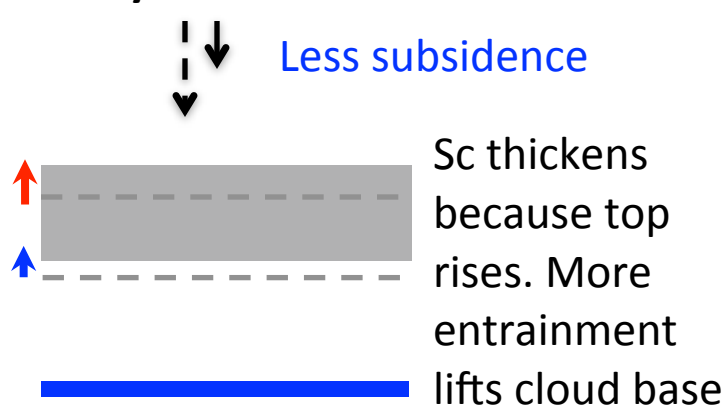 Less subsidence
Sc thickens
because top
rises. More
entrainment
lifts cloud base